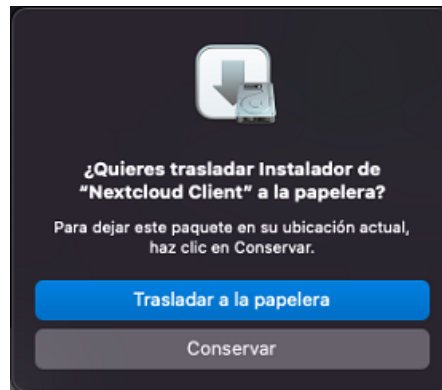 ¿Quieres trasladar Instalador de
“Nextcloud Client” a la papelera?
Para dejar este paquete en su ubicación actual,
haz clic en Conservar.
Trasladar a la papelera
Conservar